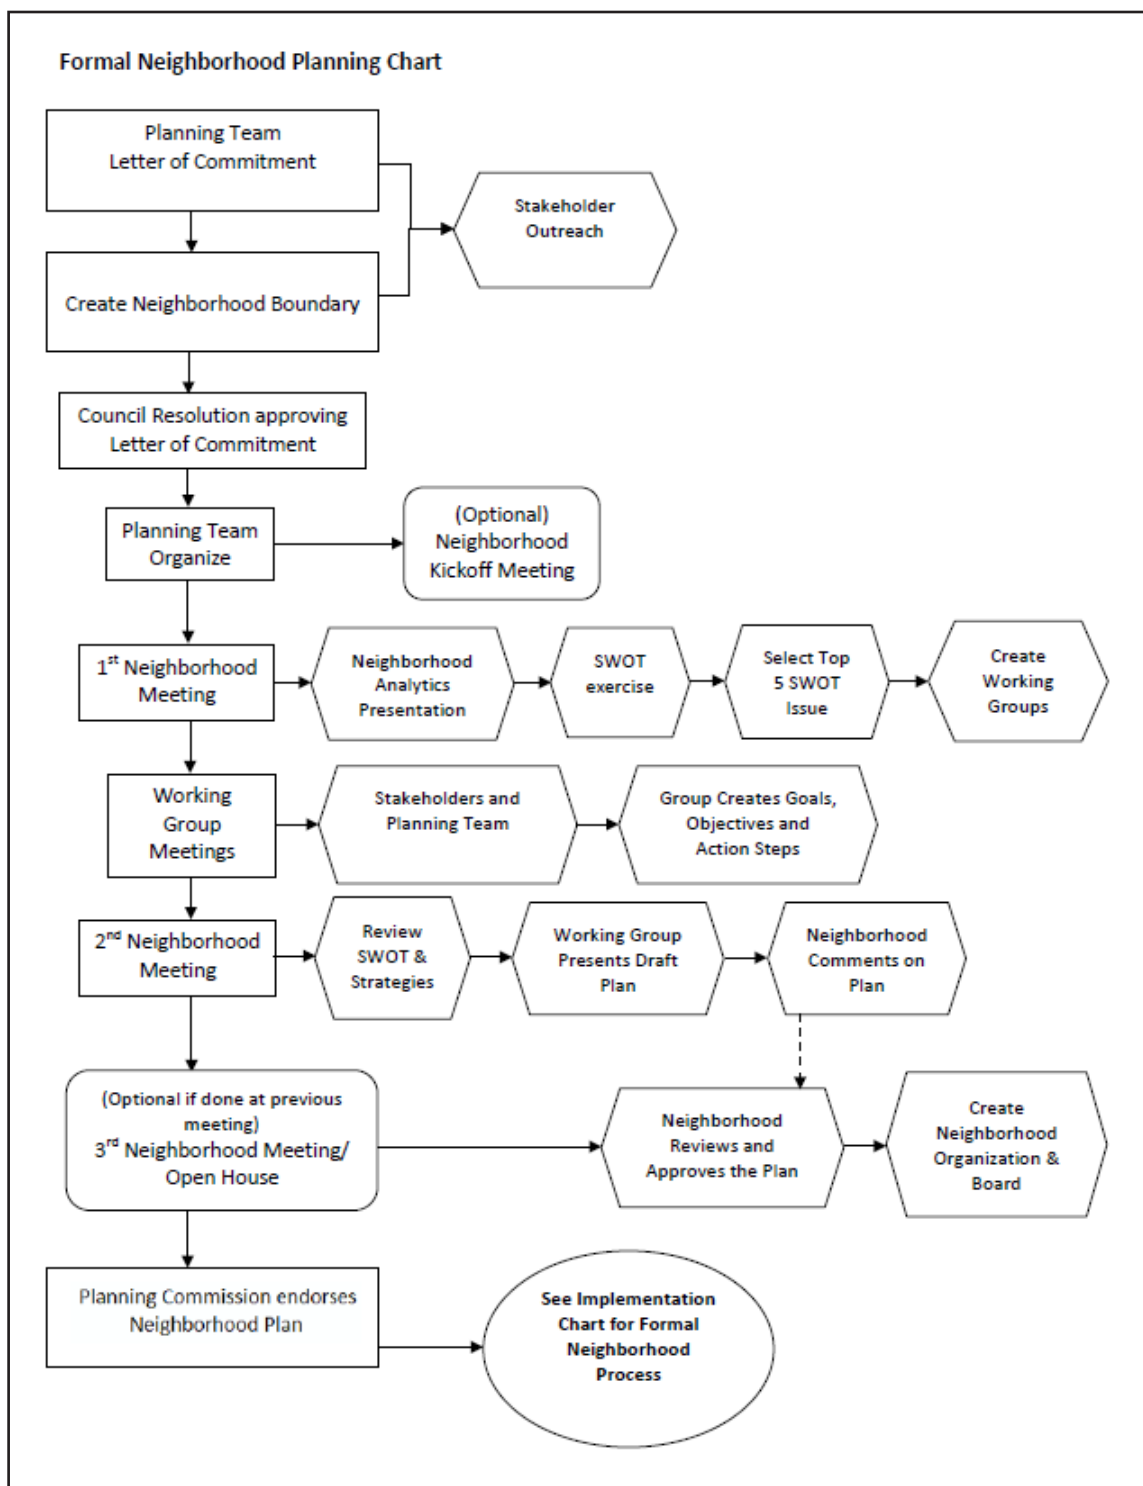 Formal Neighborhood Planning Chart
Planning Team
Letter of Commitment
Stakeholder
Outreach
Create Neighborhood Boundary
Council Resolution approving
Letter of Commitment
Planning Team
Organize
(Optional)
Neighborhood
Kickoff Meeting
1st Neighborhood
Meeting
Neighborhood
Analytics
Presentation
SWOT
exercise
Select Top
5 SWOT
Issue
Create
Working
Groups
Working
Group
Meetings
Stakeholders and
Planning Team
Group Creates Goals,
Objectives and
Action Steps
2nd Neighborhood
Meeting
Review
SWOT &
Strategies
Working Group
Presents Draft
Plan
Neighborhood
Comments on
Plan
(Optional if done at previous
meeting)
3rd Neighborhood Meeting/
Open House
Neighborhood
Reviews and
Approves the Plan
Create
Neighborhood
Organization &
Board
Planning Commission endorses
Neighborhood Plan
See Implementation
Chart for Formal
Neighborhood
Process